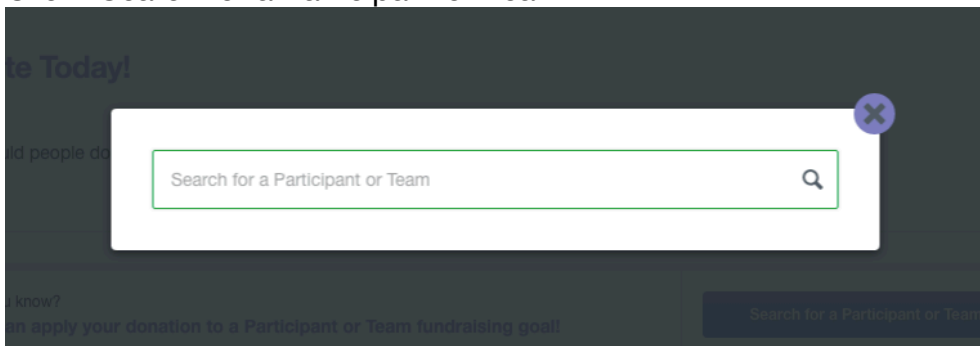 te Today!
ild people do
Search for a Participant or Team
u know?
an apply your donation to a Participant or Team fundraising goal!
Search for a Participant or Team